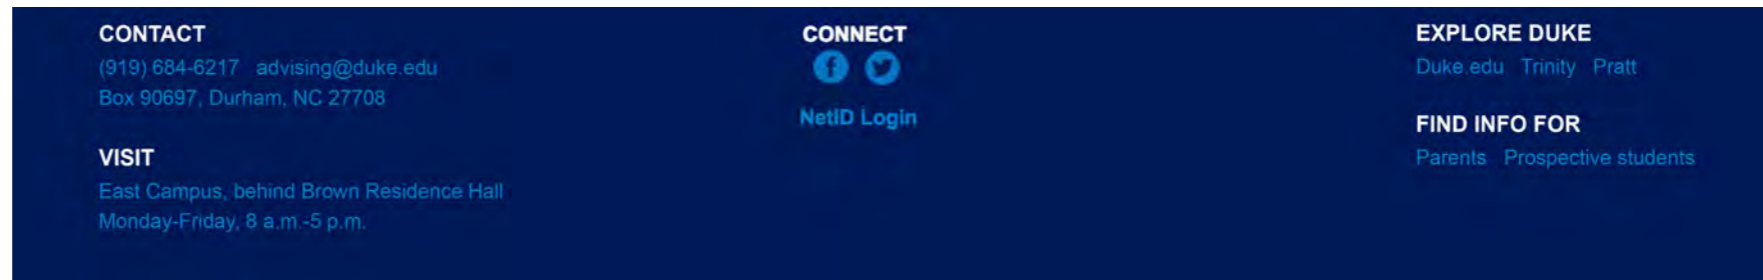 CONTACT
(919) 684-6217 advising@duke.edu
Box 90697, Durham, NC 27708
VISIT
East Campus, behind Brown Residence Hall
Monday-Friday, 8 a.m.-5 p.m.
CONNECT
NetID Login
EXPLORE DUKE
Duke.edu Trinity Pratt
FIND INFO FOR
Parents Prospective students